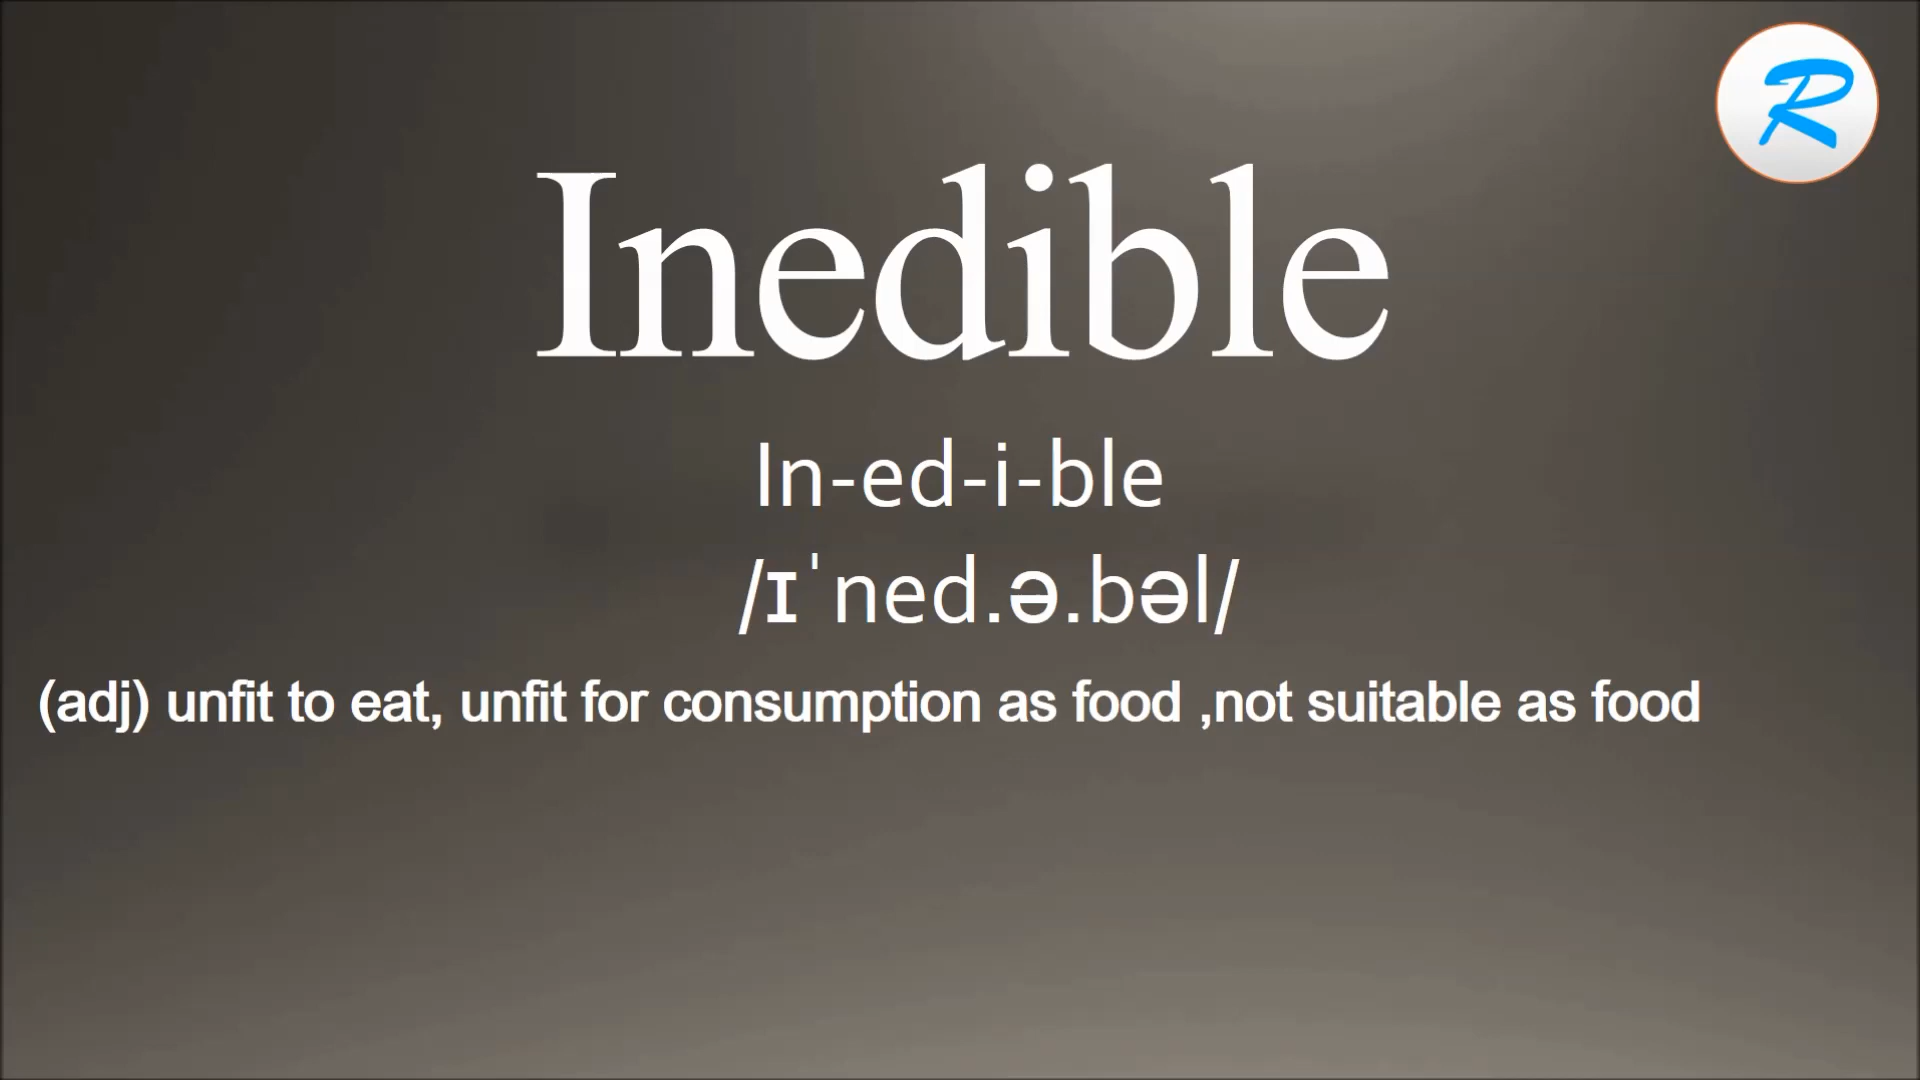 R
Inedible
In-ed-i-ble
/ɪˈned.ə.bəl/
(adj) unfit to eat, unfit for consumption as food ,not suitable as food